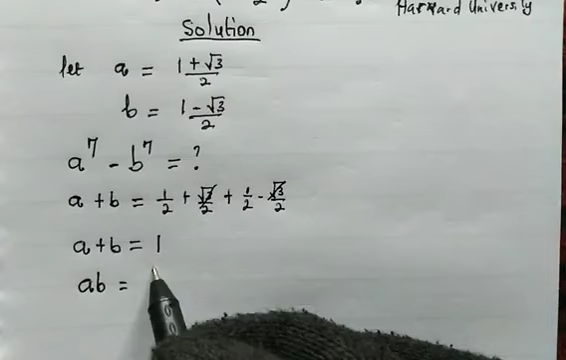 Harvard University
Solution
let a = (1 + √3)/2
b = (1 - √3)/2
a⁷ - b⁷ = ?
a + b = 1/2 + √3/2 + 1/2 - √3/2
a + b = 1
ab =